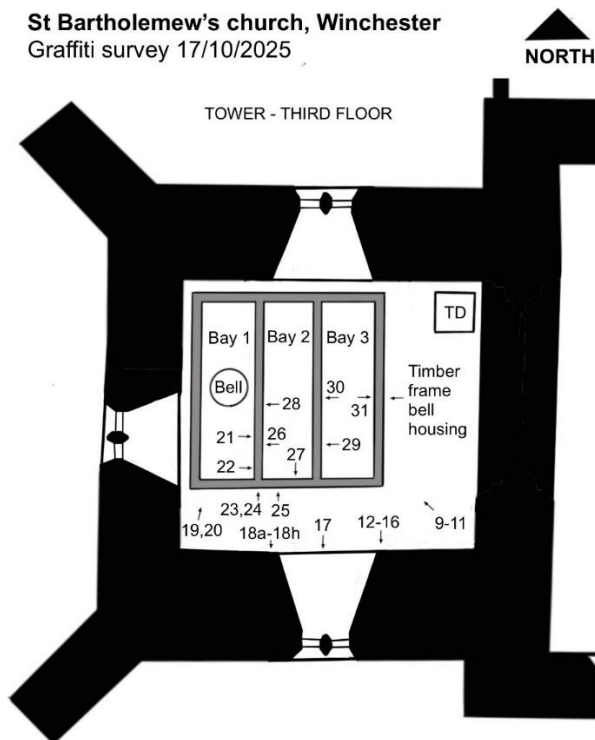 St Bartholemew's church, Winchester
Graffiti survey 17/10/2025
NORTH
TOWER - THIRD FLOOR
TD
Bay 1 Bay 2 Bay 3
Bell
Timber
frame
bell
housing
30
31
28
21
26
29
27
22
23,24
25
19,20
18a-18h
17
12-16
9-11